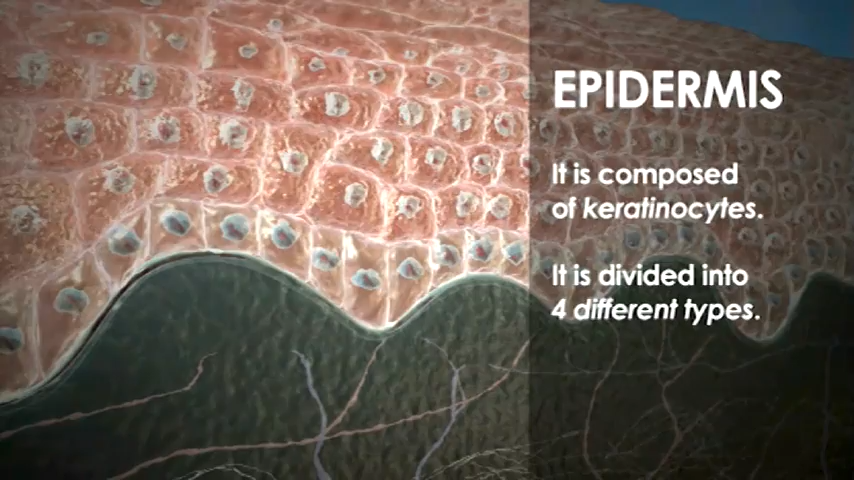 EPIDERMIS
It is composed
of keratinocytes.
It is divided into
4 different types.